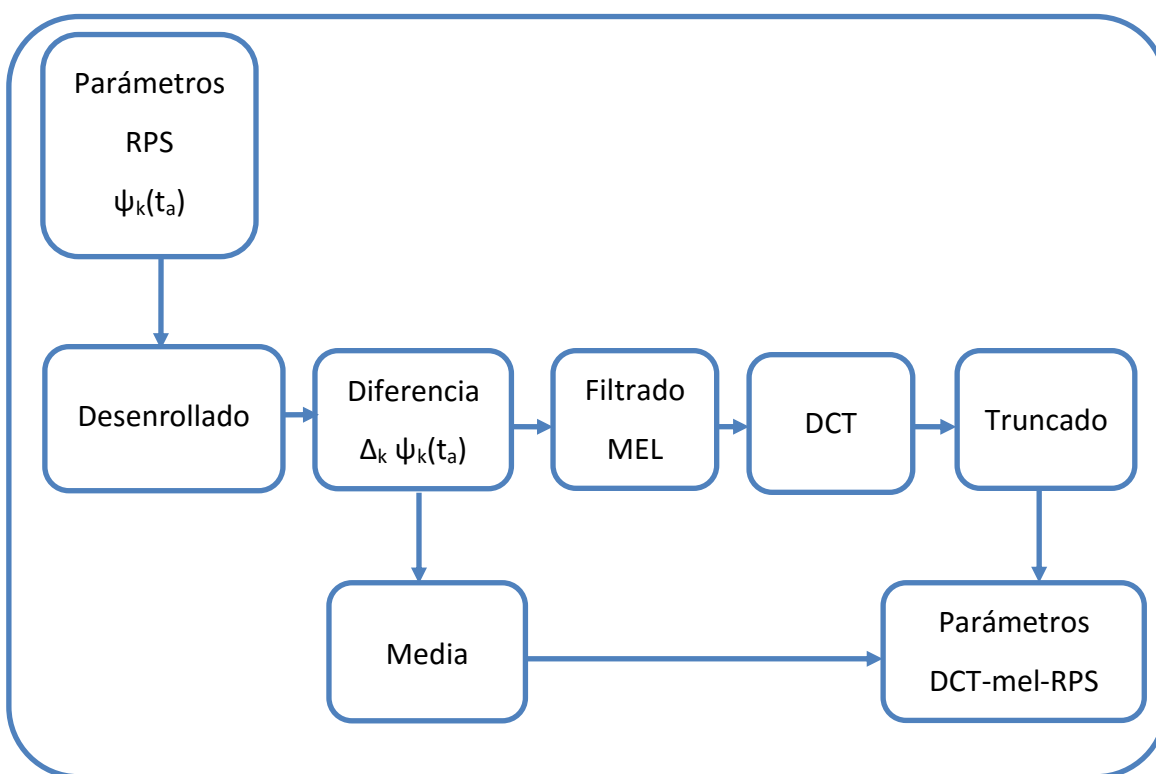 Parámetros
RPS
ψₖ(tₐ)
Desenrollado
Diferencia
Δₖ ψₖ(tₐ)
Filtrado
MEL
DCT
Truncado
Media
Parámetros
DCT-mel-RPS